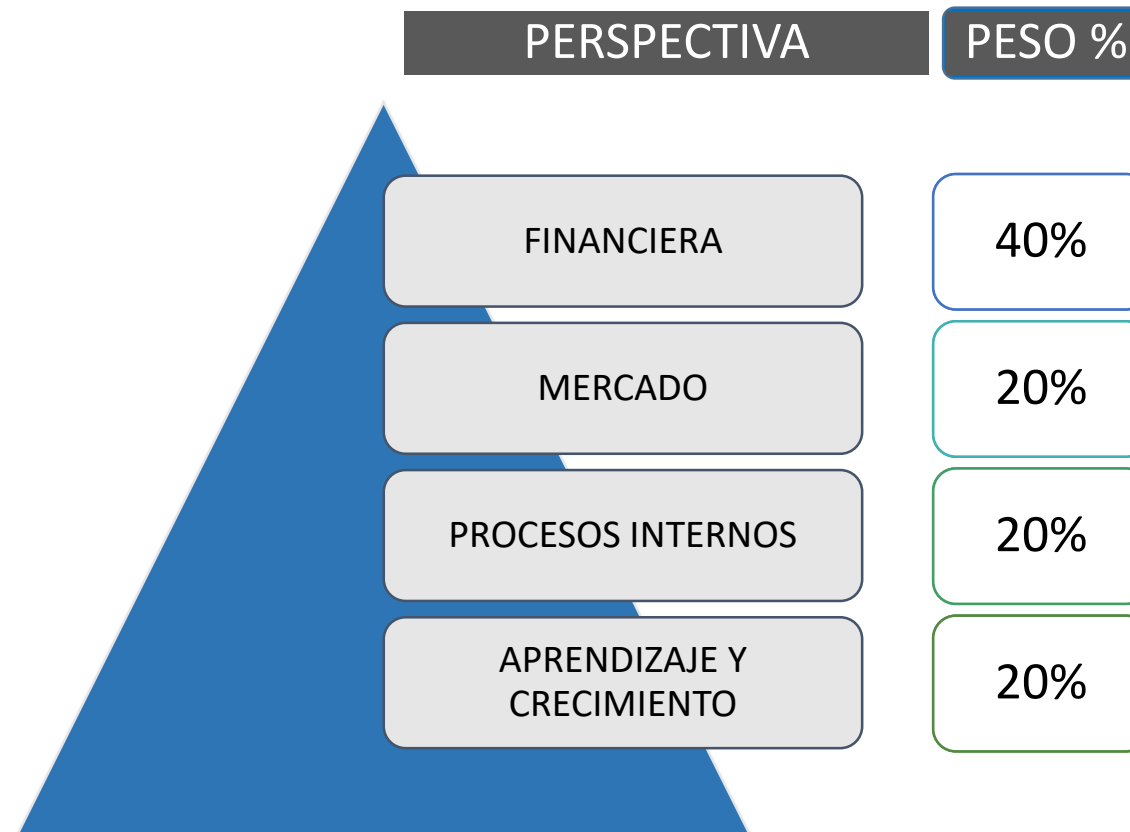 PERSPECTIVA PESO %
FINANCIERA 40%
MERCADO 20%
PROCESOS INTERNOS 20%
APRENDIZAJE Y
CRECIMIENTO 20%